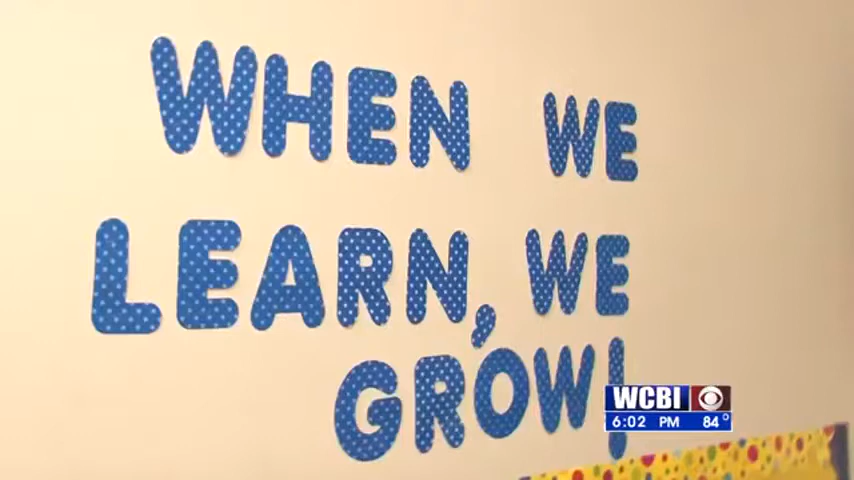 WHEN WE
LEARN, WE
GROW!
WCBI
6:02 PM 84°